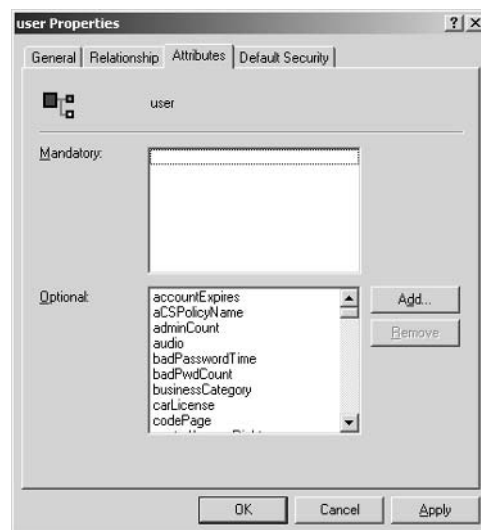 user Properties
? X
General Relationship Attributes Default Security
user
Mandatory:
Optional:
accountExpires
aCSPolicyName
adminCount
audio
badPasswordTime
badPwdCount
businessCategory
carLicense
codePage
Add...
Remove
OK Cancel Apply